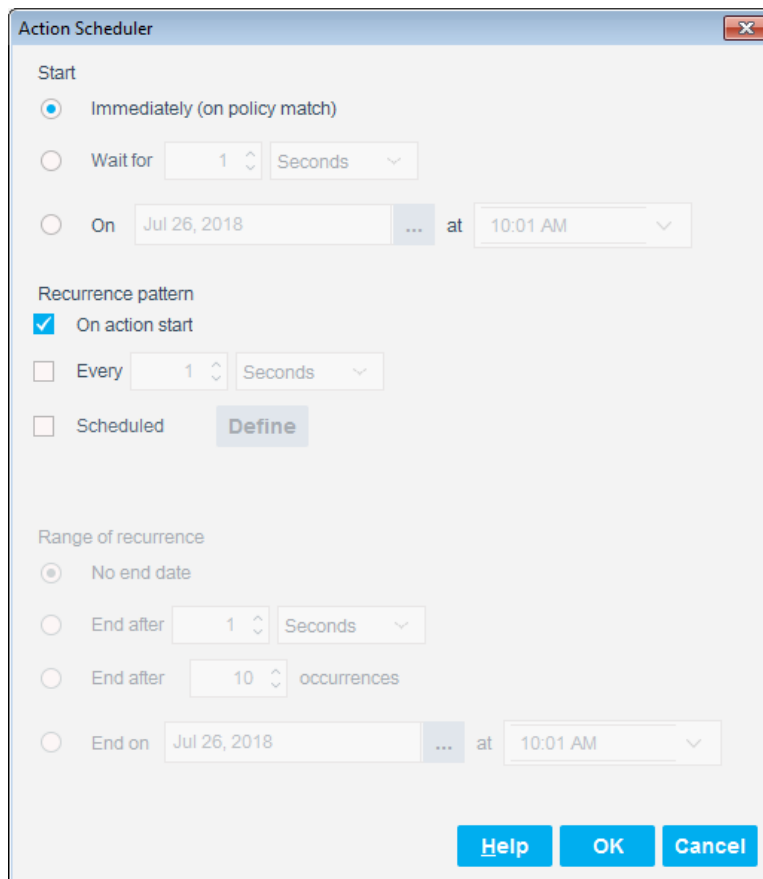 Action Scheduler
Start
Immediately (on policy match)
Wait for 1 Seconds
On Jul 26, 2018 ... at 10:01 AM
Recurrence pattern
On action start
Every 1 Seconds
Scheduled Define
Range of recurrence
No end date
End after 1 Seconds
End after 10 occurrences
End on Jul 26, 2018 ... at 10:01 AM
Help OK Cancel